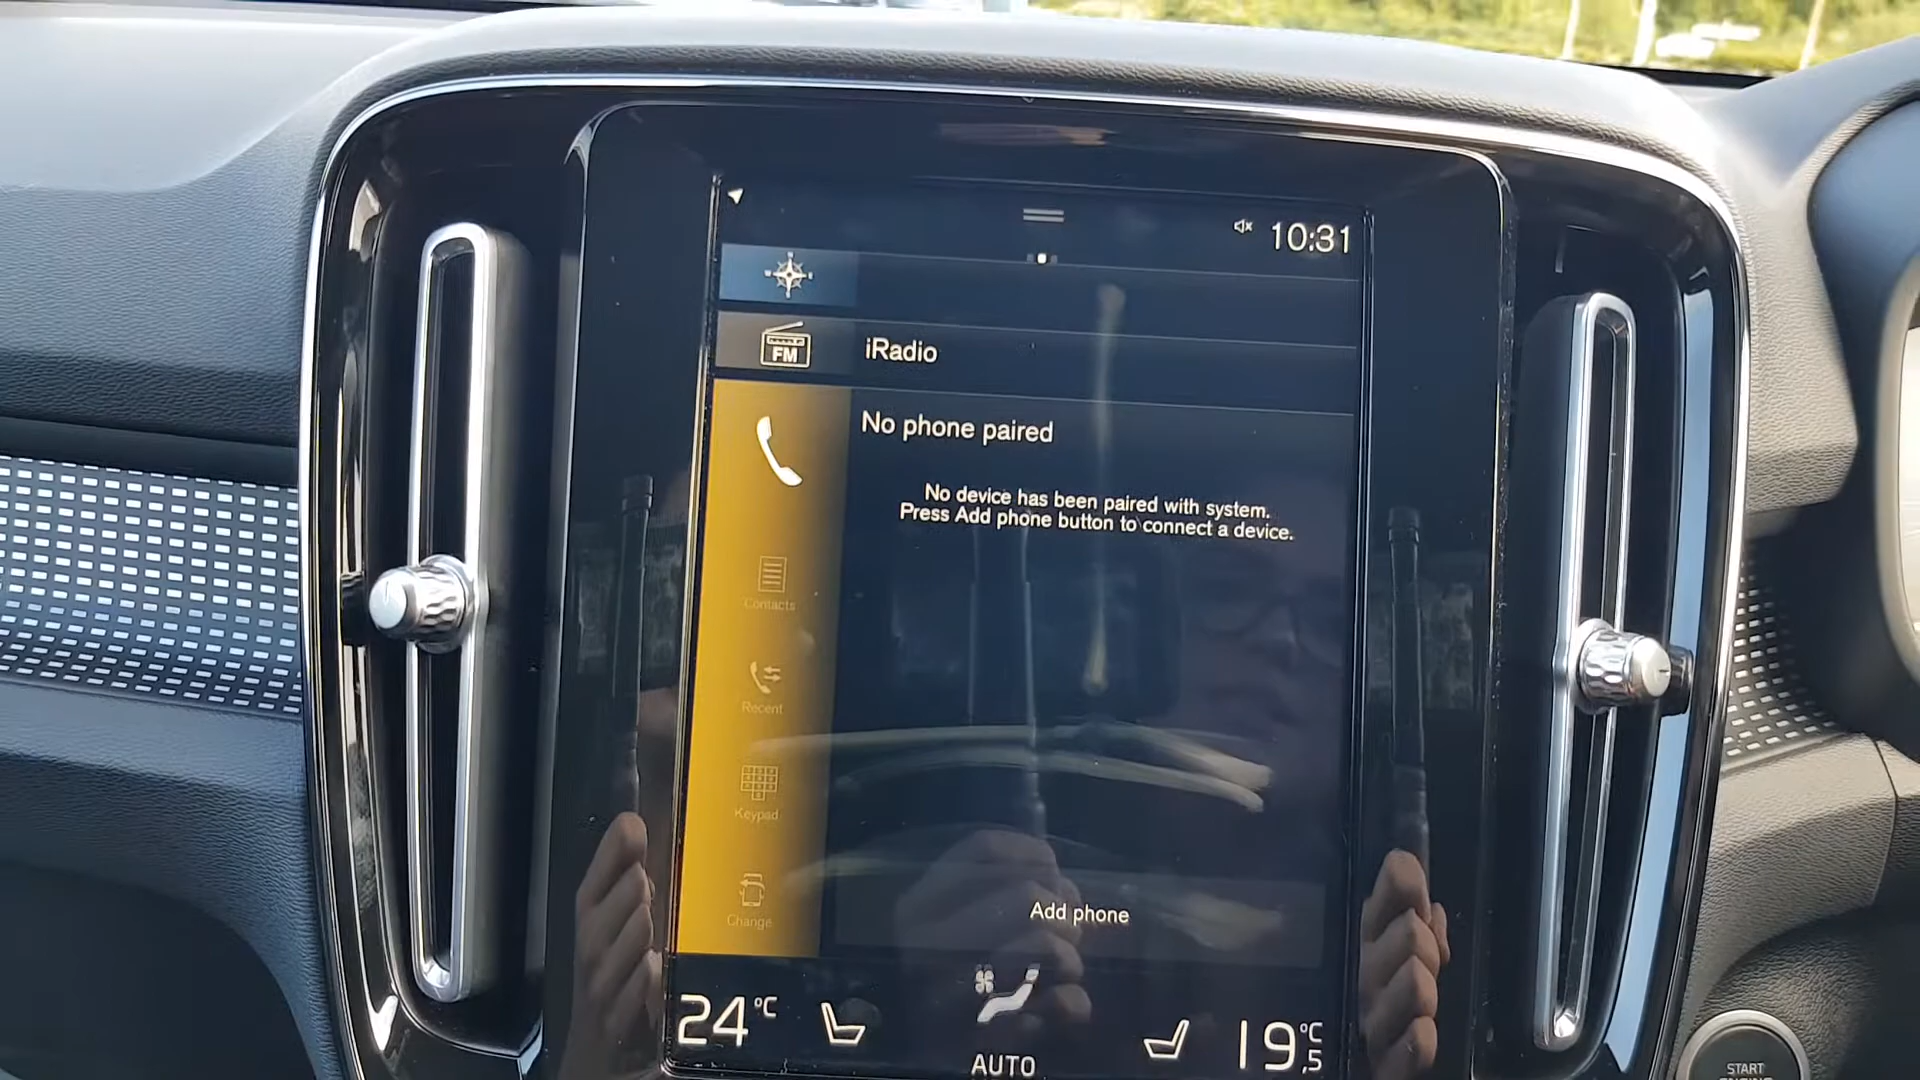 10:31
FM
iRadio
No phone paired
No device has been paired with system.
Press Add phone button to connect a device.
Contacts
Recent
Keypad
Change
Add phone
24°C
AUTO
19,5°C
START